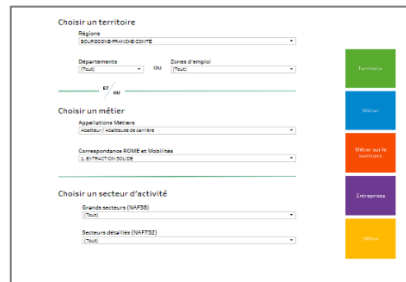 Choisir un territoire
Régions
BOURGOGNE-FRANCHE-COMTÉ
Départements
(Tout)
OU
Zones d'emploi
(Tout)
ET / OU
Choisir un métier
Appellations Métiers
Abatteur / Abatteuse de carrière
Correspondance ROME et Mobilités
1. EXTRACTION SOLIDE
Choisir un secteur d'activité
Grands secteurs (NAF38)
(Tout)
Secteurs détaillés (NAF732)
(Tout)
Territoire
Métier
Métier sur le
territoire
Entreprises
Offres